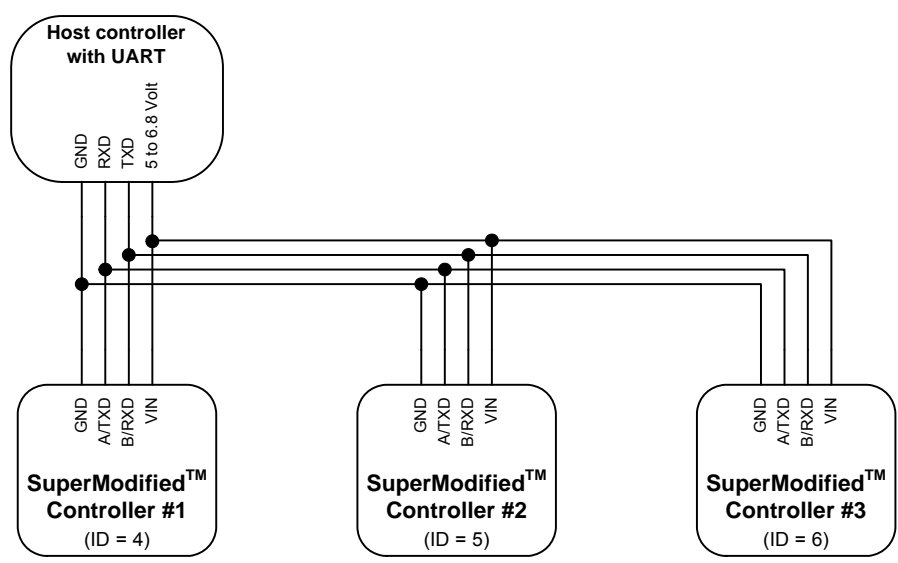 Host controller
with UART
GND
RXD
TXD
5 to 6.8 Volt
GND
A/TXD
B/RXD
VIN
SuperModified™
Controller #1
(ID = 4)
GND
A/TXD
B/RXD
VIN
SuperModified™
Controller #2
(ID = 5)
GND
A/TXD
B/RXD
VIN
SuperModified™
Controller #3
(ID = 6)